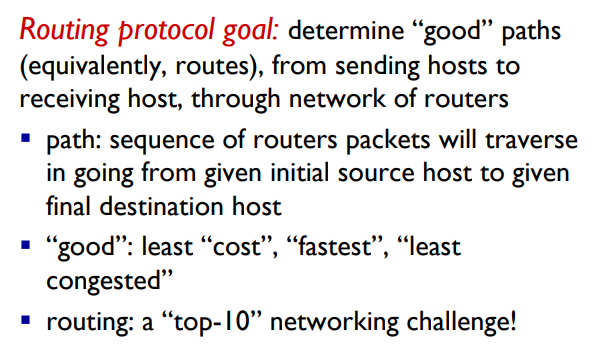 Routing protocol goal: determine “good” paths
(equivalently, routes), from sending hosts to
receiving host, through network of routers
▪ path: sequence of routers packets will traverse
in going from given initial source host to given
final destination host
▪ “good”: least “cost”, “fastest”, “least
congested”
▪ routing: a “top-10” networking challenge!